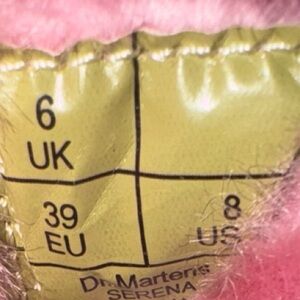 6
UK
39 8
EU US
Dr. Martens
SERENA